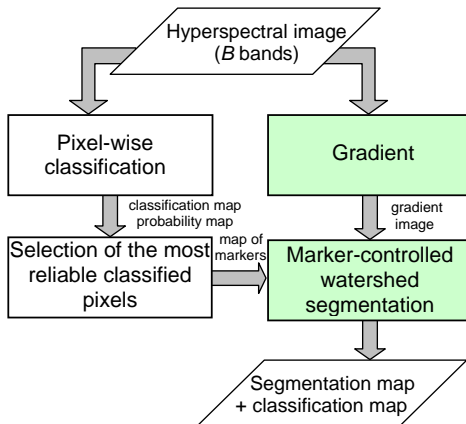 Hyperspectral image
(B bands)
Pixel-wise
classification
Gradient
classification map
probability map
gradient
image
Selection of the most
reliable classified
pixels
map of
markers
Marker-controlled
watershed
segmentation
Segmentation map
+ classification map